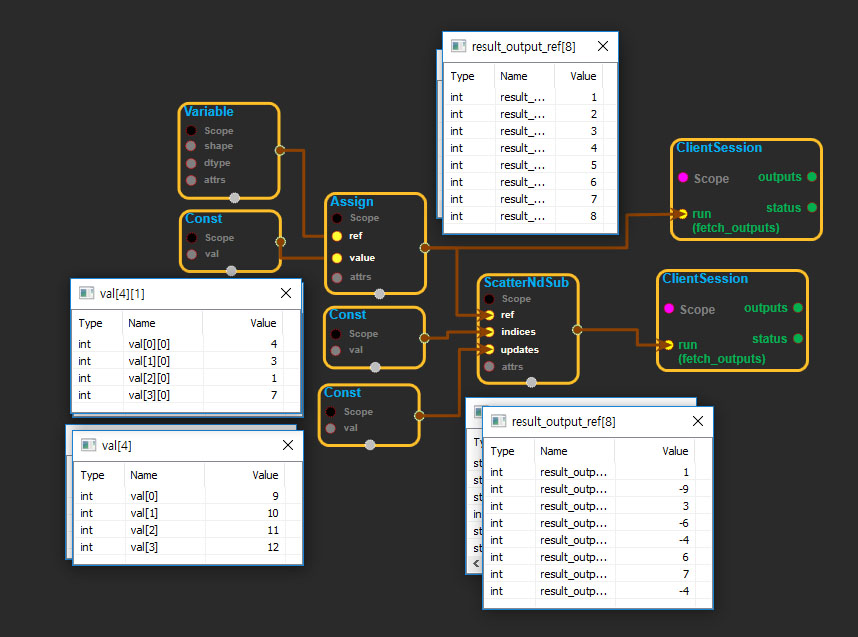 result_output_ref[8]
Type Name Value
int result_... 1
int result_... 2
int result_... 3
int result_... 4
int result_... 5
int result_... 6
int result_... 7
int result_... 8
Variable
Scope
shape
dtype
attrs
Const
Scope
val
Assign
Scope
ref
value
attrs
ClientSession
Scope
outputs
status
run
(fetch_outputs)
ClientSession
Scope
outputs
status
run
(fetch_outputs)
ScatterNdSub
Scope
ref
indices
updates
attrs
Const
Scope
val
Const
Scope
val
val[4][1]
Type Name Value
int val[0][0] 4
int val[1][0] 3
int val[2][0] 1
int val[3][0] 7
val[4]
Type Name Value
int val[0] 9
int val[1] 10
int val[2] 11
int val[3] 12
result_output_ref[8]
Type Name Value
int result_outp... 1
int result_outp... -9
int result_outp... 3
int result_outp... -6
int result_outp... -4
int result_outp... 6
int result_outp... 7
int result_outp... -4